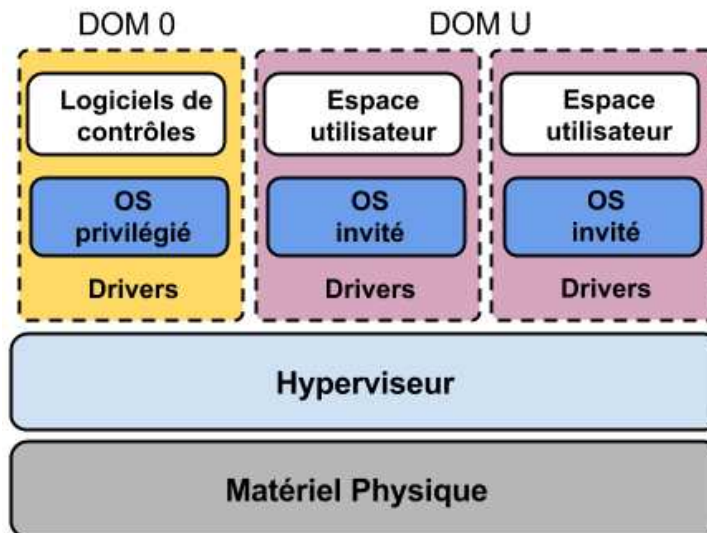 DOM 0
DOM U
Logiciels de
contrôles
OS
privilégié
Drivers
Espace
utilisateur
OS
invité
Drivers
Espace
utilisateur
OS
invité
Drivers
Hyperviseur
Matériel Physique